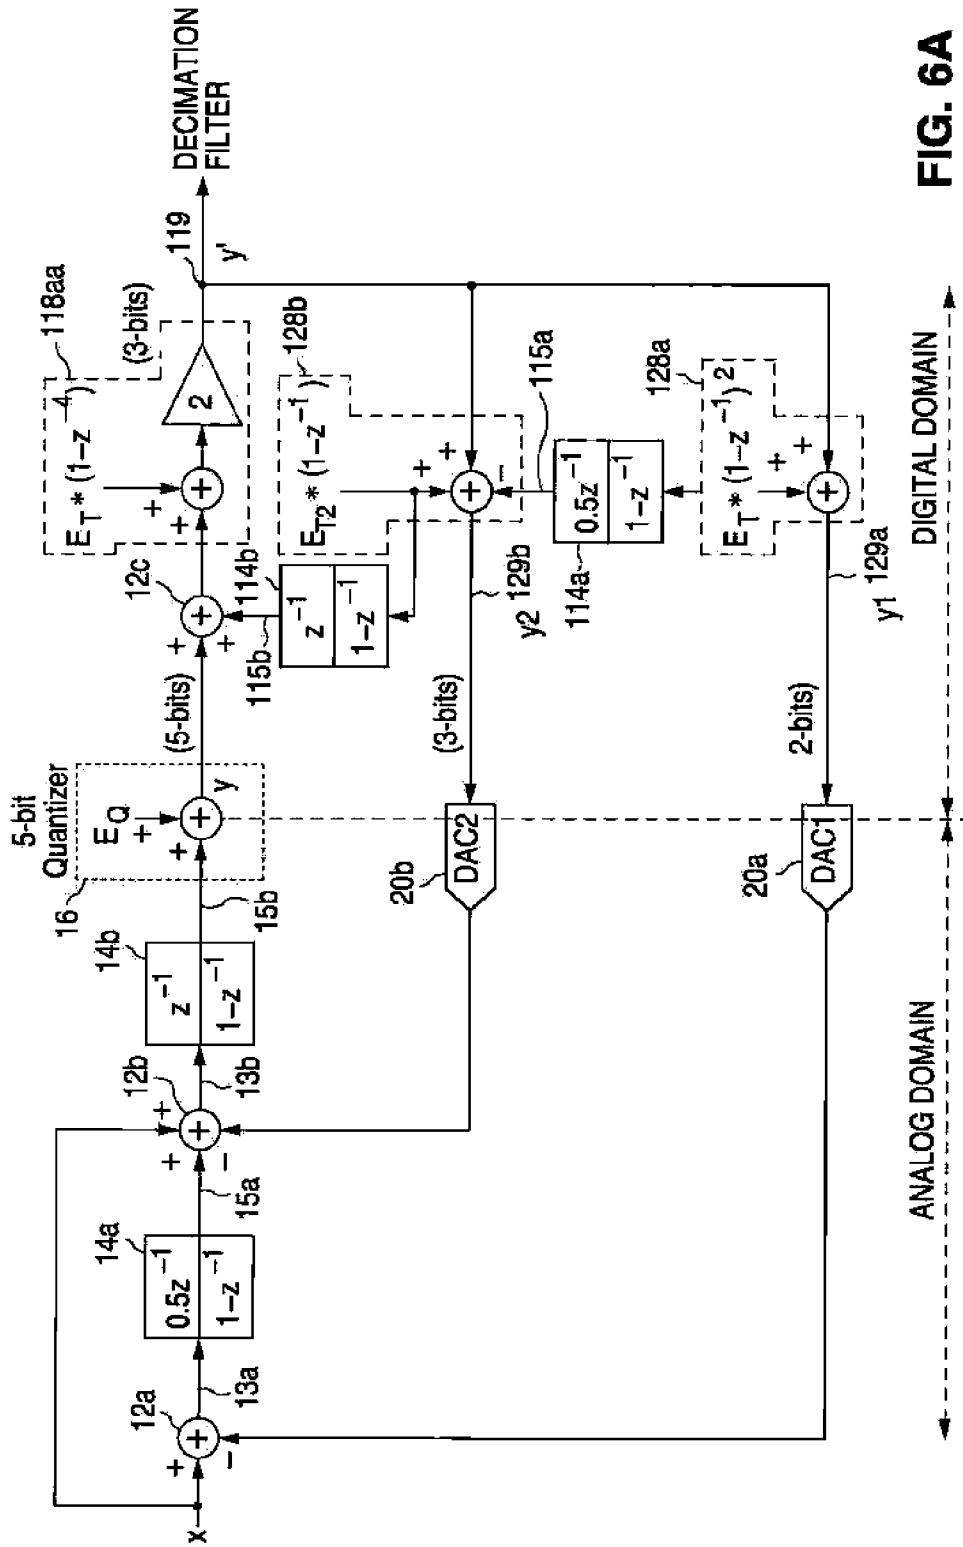 FIG. 6A
x
12a
+
+
−
13a
14a
0.5z^−1
1−z^−1
15a
12b
+
+
+
−
13b
14b
z^−1
1−z^−1
15b
16
5-bit
Quantizer
E_Q
+
+
+
y
(5-bits)
12c
+
+
+
118aa
E_T * (1−z^−4)
+
+
+
2
(3-bits)
119
y'
DECIMATION
FILTER
115b
114b
z^−1
1−z^−1
128b
E_T2 * (1−z^−1)
+
+
+
−
115a
129b
y2
(3-bits)
DAC2
20b
114a
0.5z^−1
1−z^−1
128a
E_T * (1−z^−1)^2
+
+
+
+
129a
y1
2-bits)
DAC1
20a
ANALOG DOMAIN
DIGITAL DOMAIN